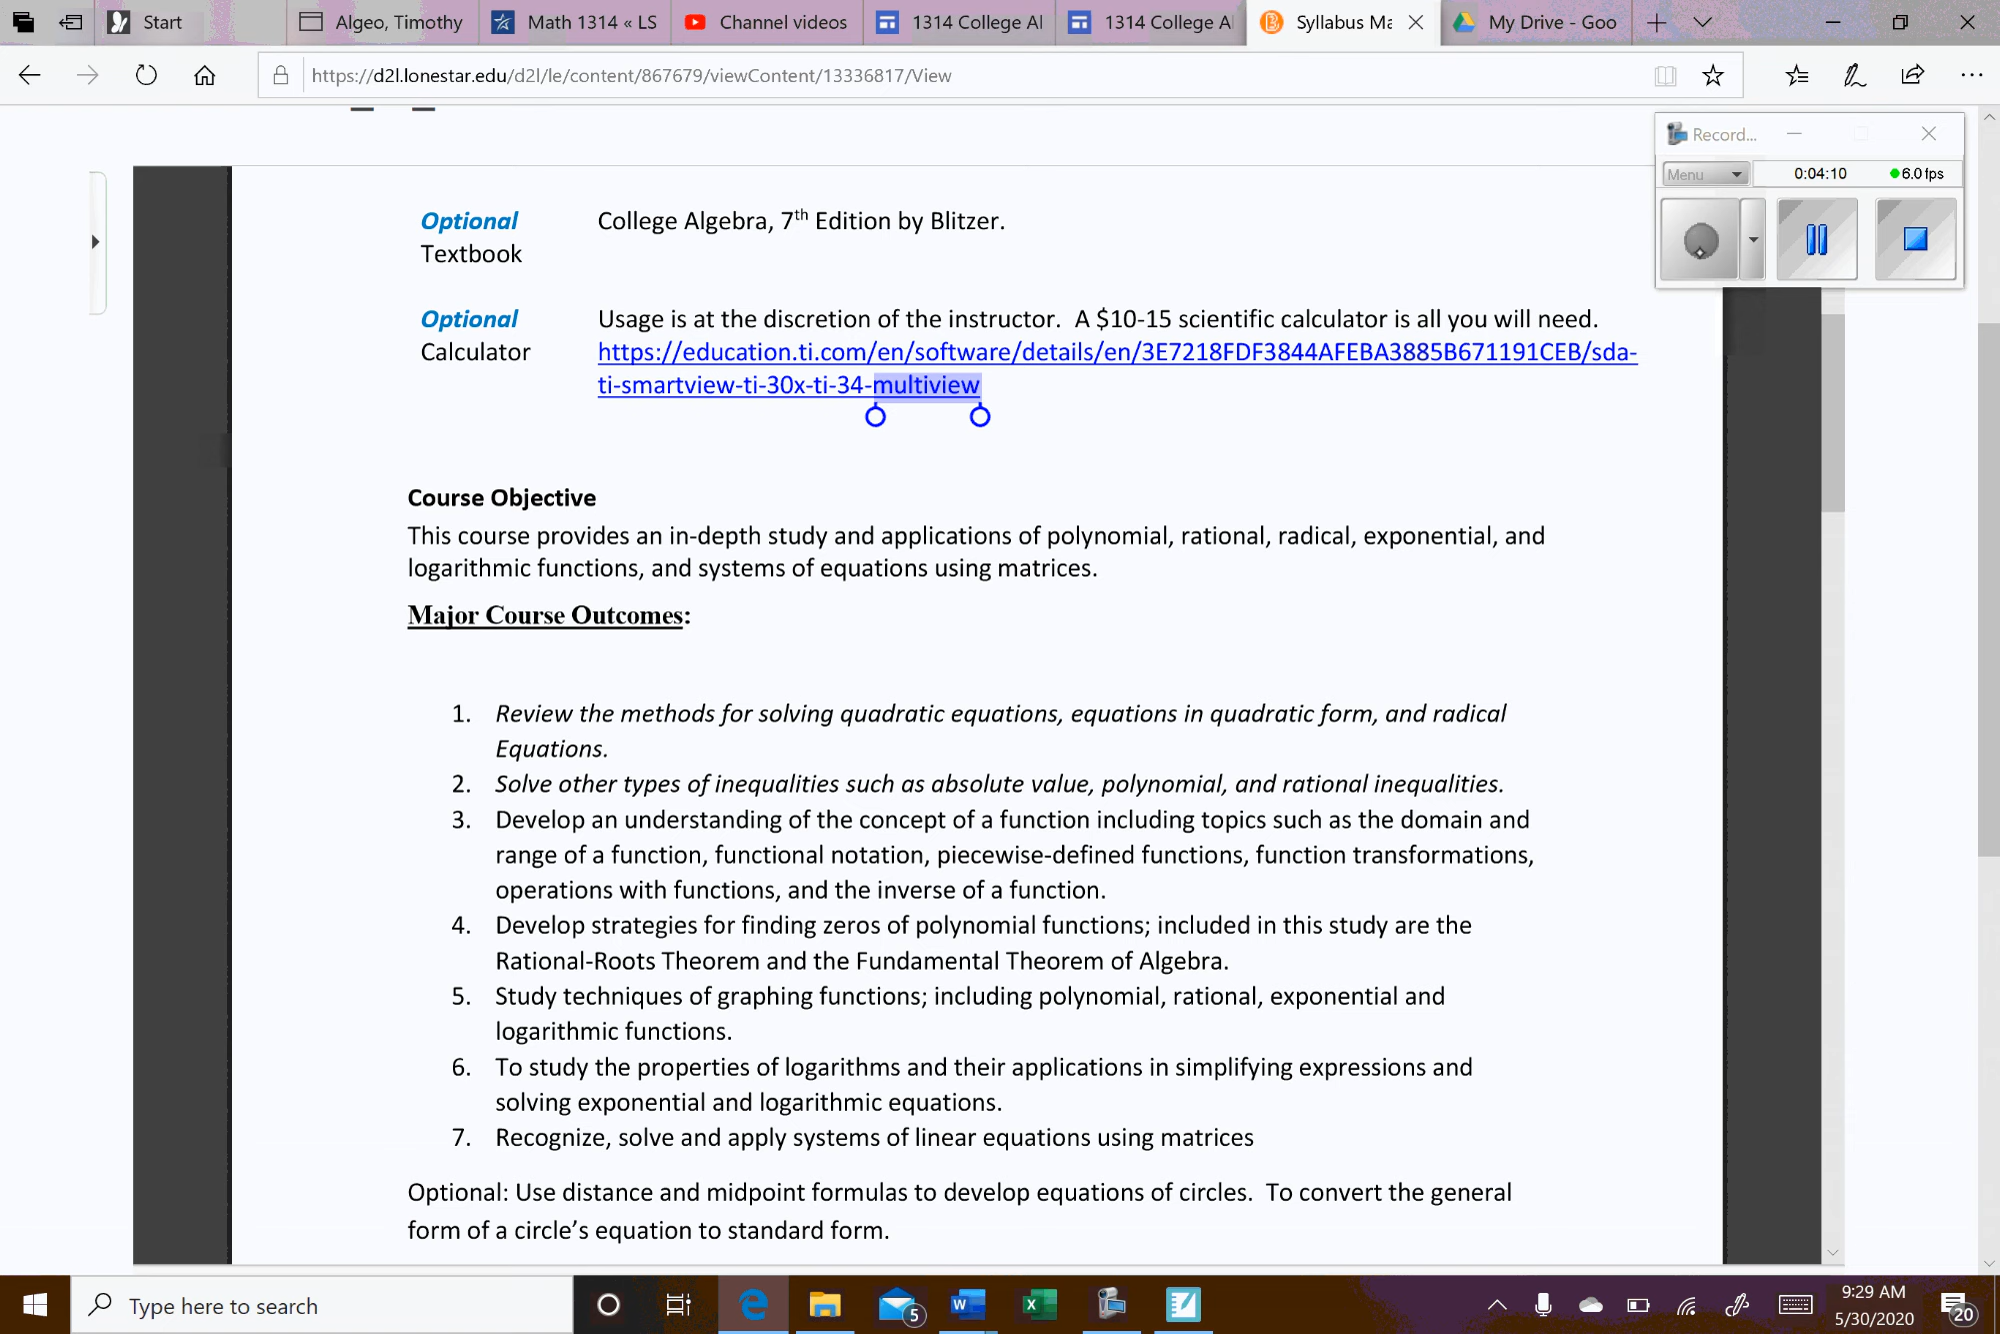 Start
Algeo, Timothy
Math 1314 « LS
Channel videos
1314 College Al
1314 College A
Syllabus Ma
My Drive - Goo
https://d2l.lonestar.edu/d2l/le/content/867679/viewContent/13336817/View
Record...
Menu
0:04:10
6.0 fps
Optional College Algebra, 7th Edition by Blitzer.
Textbook
Optional Usage is at the discretion of the instructor. A $10-15 scientific calculator is all you will need.
Calculator https://education.ti.com/en/software/details/en/3E7218FDF3844AFEBA3885B671191CEB/sda-
ti-smartview-ti-30x-ti-34-multiview
Course Objective
This course provides an in-depth study and applications of polynomial, rational, radical, exponential, and
logarithmic functions, and systems of equations using matrices.
Major Course Outcomes:
1. Review the methods for solving quadratic equations, equations in quadratic form, and radical
Equations.
2. Solve other types of inequalities such as absolute value, polynomial, and rational inequalities.
3. Develop an understanding of the concept of a function including topics such as the domain and
range of a function, functional notation, piecewise-defined functions, function transformations,
operations with functions, and the inverse of a function.
4. Develop strategies for finding zeros of polynomial functions; included in this study are the
Rational-Roots Theorem and the Fundamental Theorem of Algebra.
5. Study techniques of graphing functions; including polynomial, rational, exponential and
logarithmic functions.
6. To study the properties of logarithms and their applications in simplifying expressions and
solving exponential and logarithmic equations.
7. Recognize, solve and apply systems of linear equations using matrices
Optional: Use distance and midpoint formulas to develop equations of circles. To convert the general
form of a circle's equation to standard form.
Type here to search
5
9:29 AM
5/30/2020
20